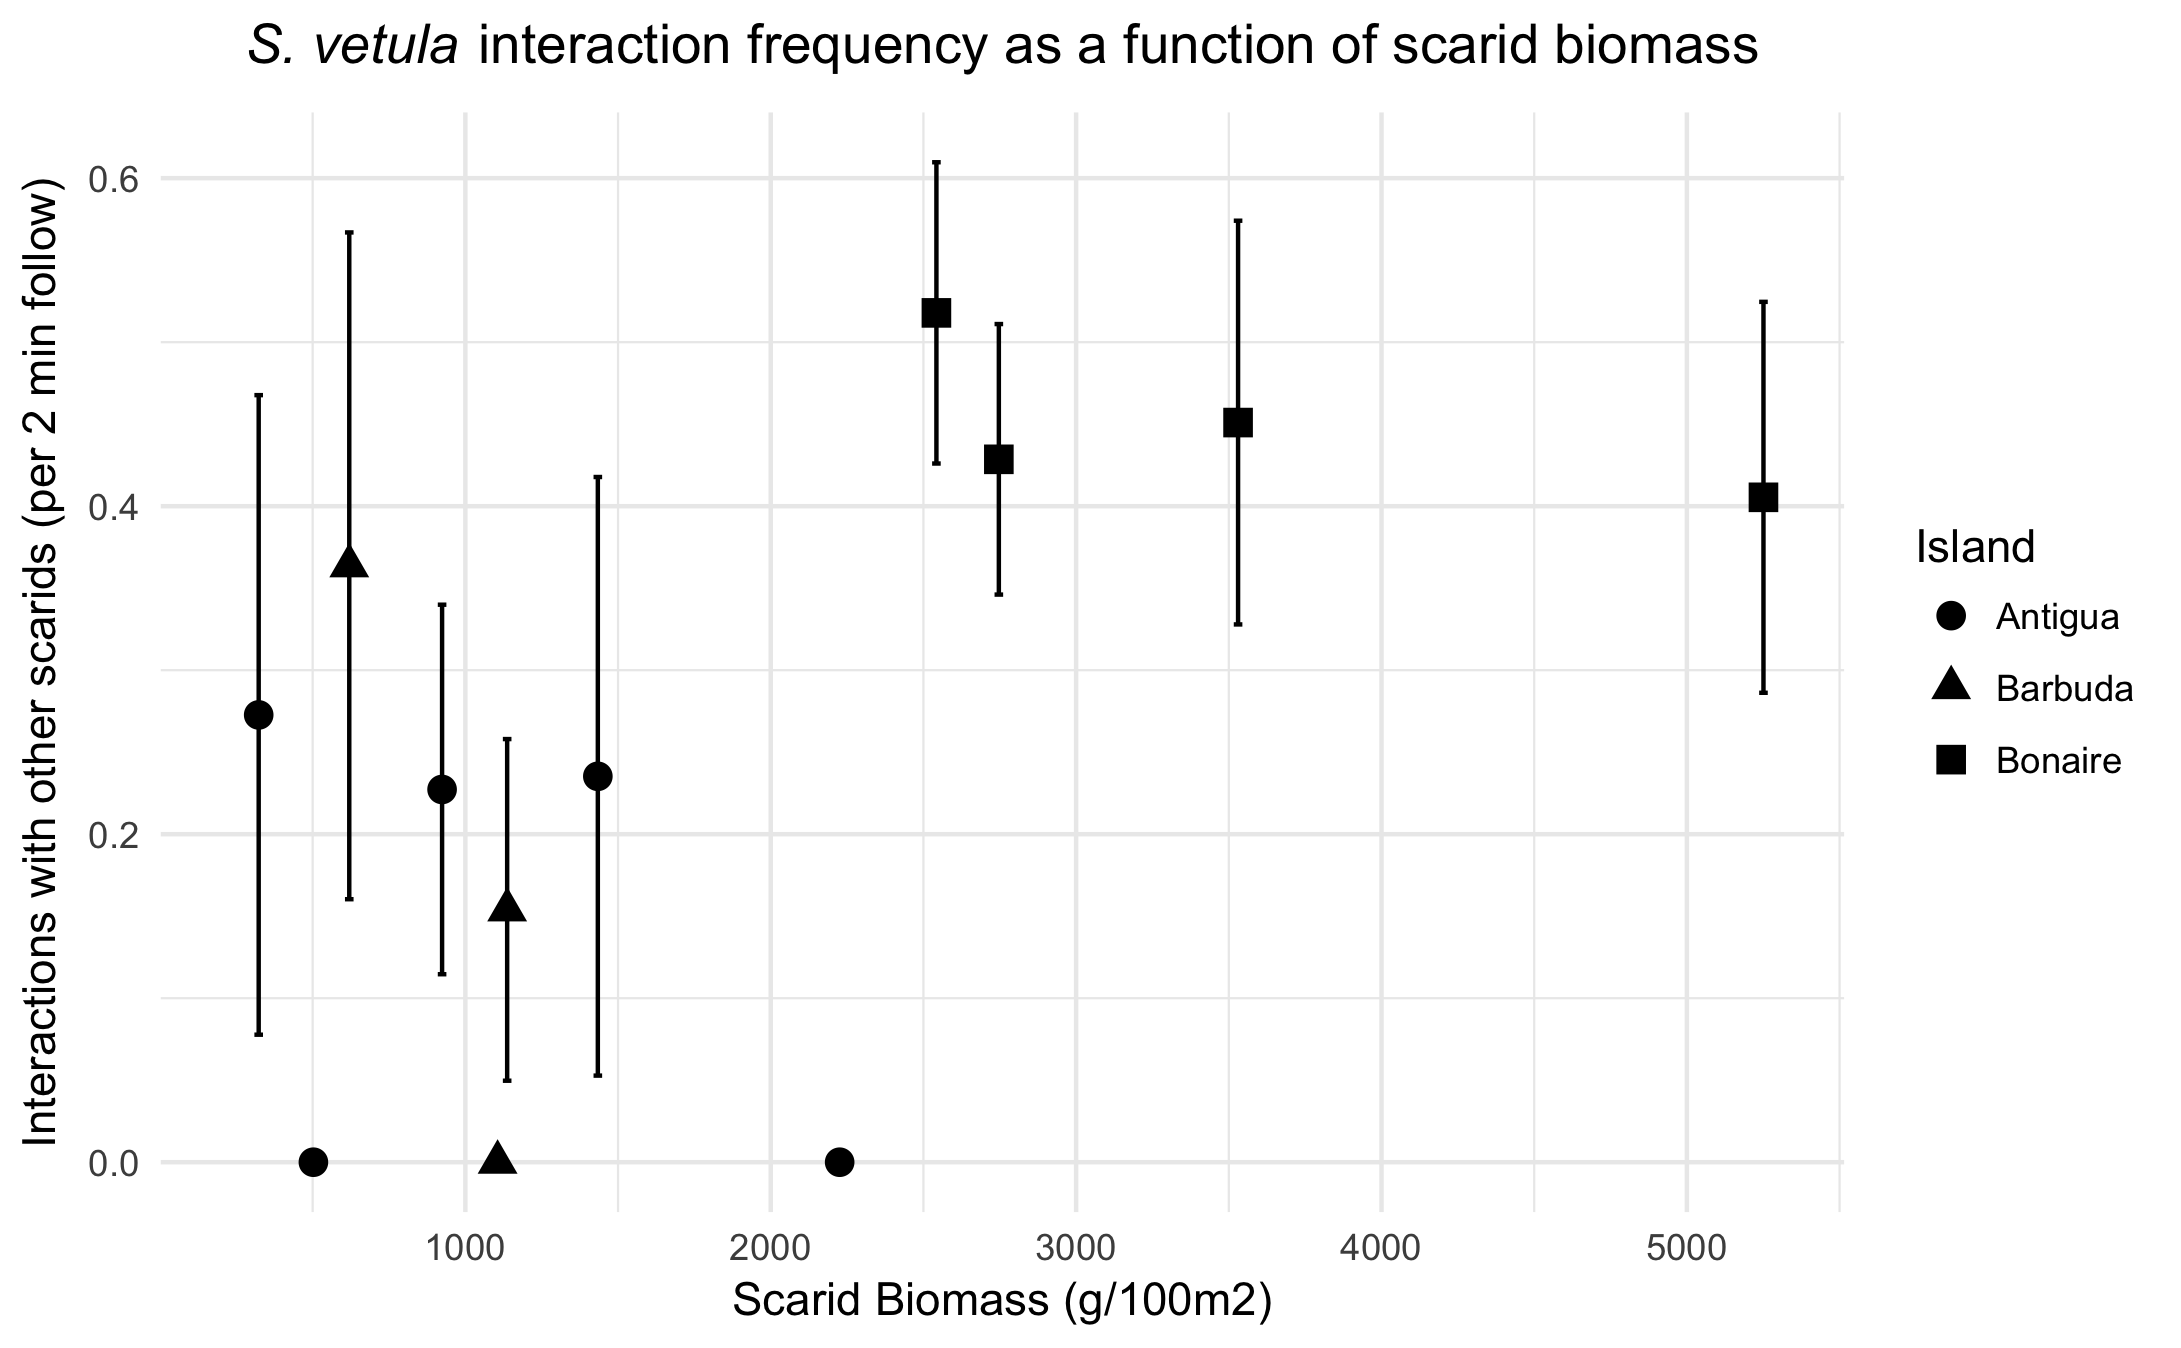 S. vetula interaction frequency as a function of scarid biomass
Interactions with other scarids (per 2 min follow)
0.6
0.4
0.2
0.0
1000
2000
3000
4000
5000
Scarid Biomass (g/100m2)
Island
Antigua
Barbuda
Bonaire